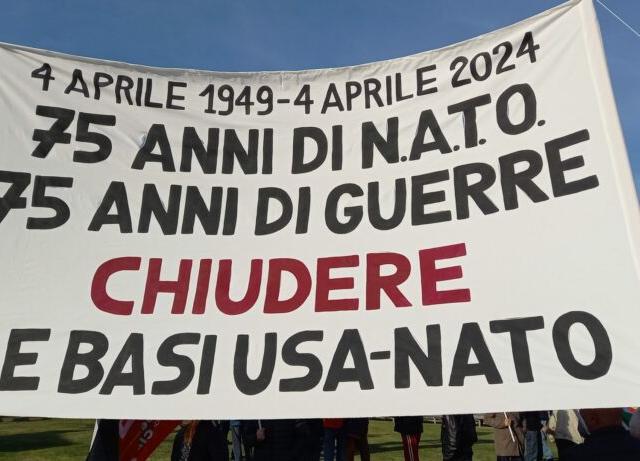 4 APRILE 1949-4 APRILE 2024
75 ANNI DI N.A.T.O.
75 ANNI DI GUERRE
CHIUDERE
E BASI USA-NATO